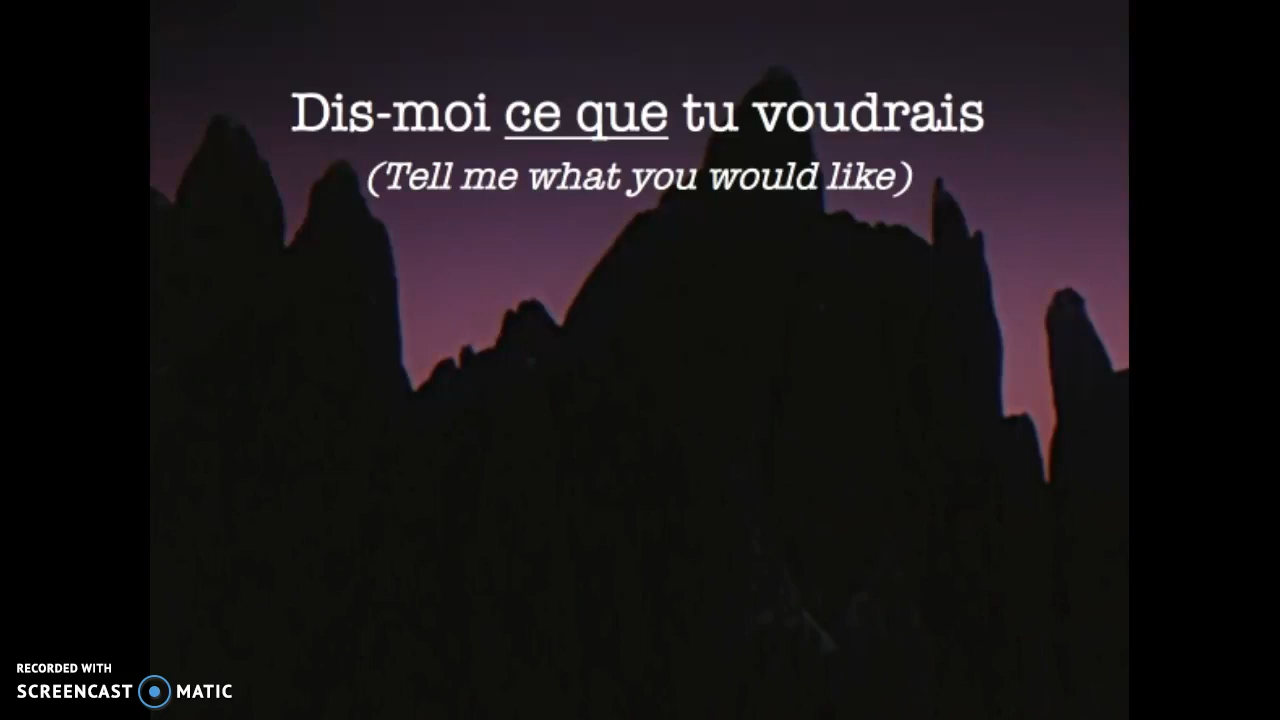 Dis-moi ce que tu voudrais
(Tell me what you would like)
RECORDED WITH
SCREENCAST MATIC